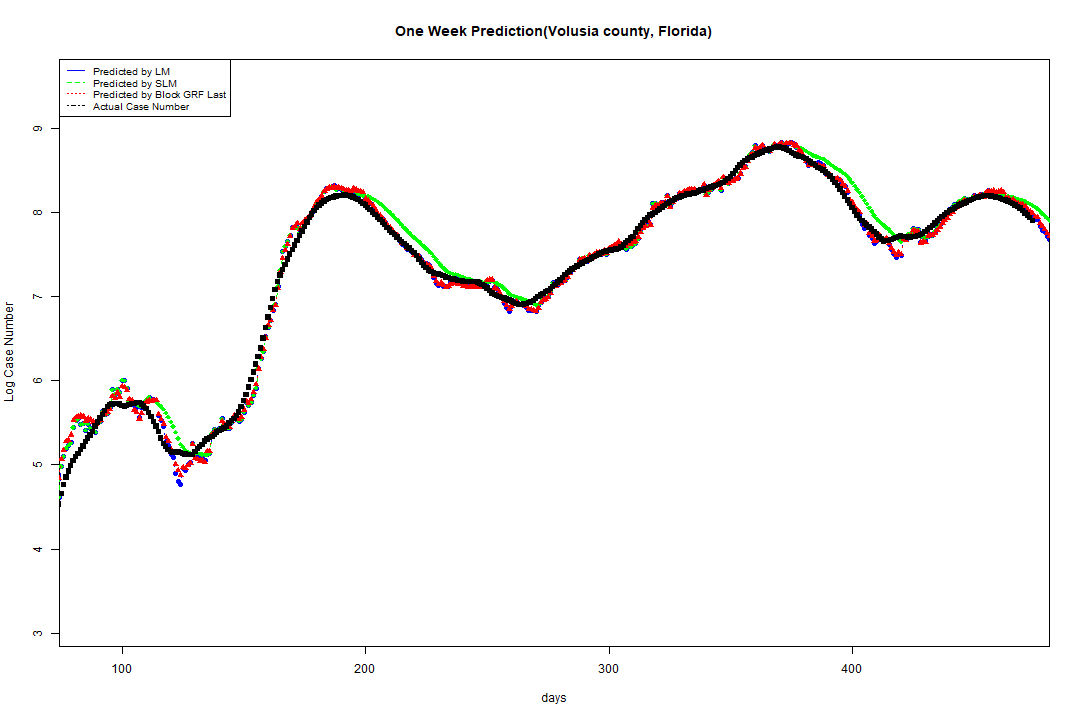 One Week Prediction(Volusia county, Florida)
Predicted by LM
Predicted by SLM
Predicted by Block GRF Last
Actual Case Number
9
8
7
6
5
4
3
Log Case Number
100 200 300 400
days